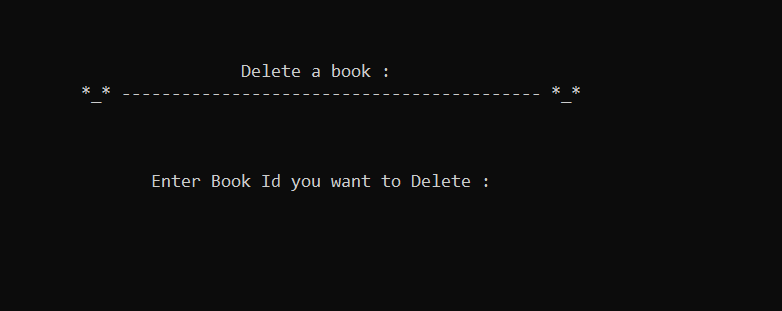 Delete a book :
*_* ------------------------------------------ *_*
Enter Book Id you want to Delete :